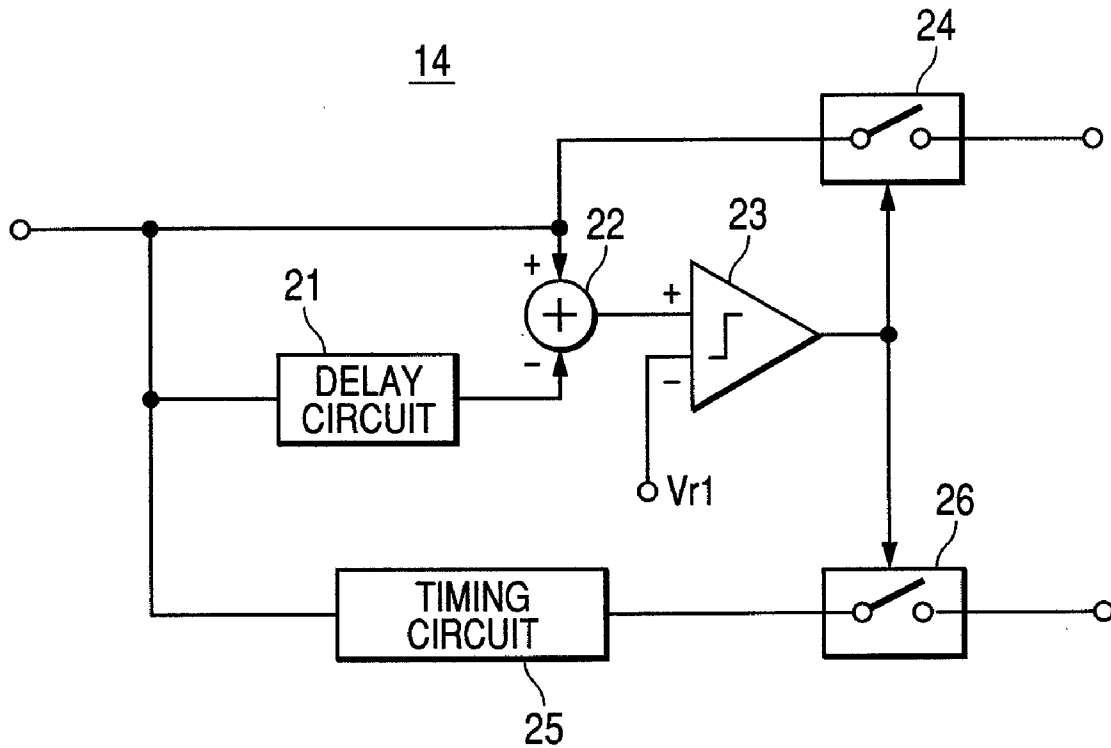 14
24
22
23
+
+
21
+
-
-
DELAY
CIRCUIT
Vr1
26
TIMING
CIRCUIT
25